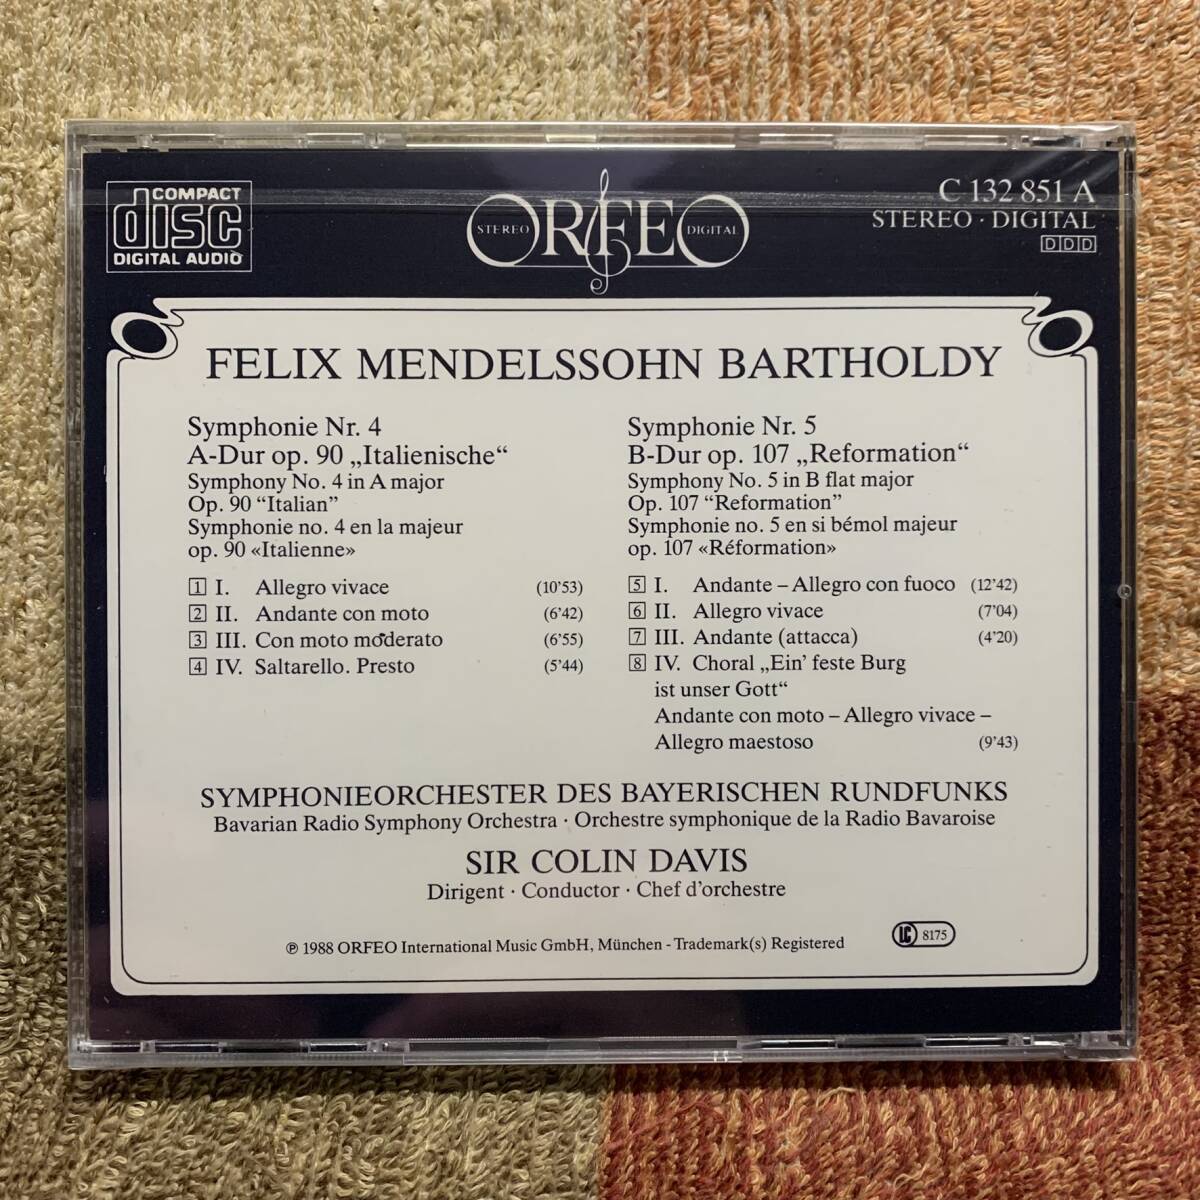 COMPACT
disc
DIGITAL AUDIO
STEREO ORFEO DIGITAL
C 132 851 A
STEREO · DIGITAL
DDD
FELIX MENDELSSOHN BARTHOLDY
Symphonie Nr. 4
A-Dur op. 90 „Italienische“
Symphony No. 4 in A major
Op. 90 “Italian”
Symphonie no. 4 en la majeur
op. 90 «Italienne»
1 I. Allegro vivace (10’53)
2 II. Andante con moto (6’42)
3 III. Con moto moderato (6’55)
4 IV. Saltarello. Presto (5’44)
Symphonie Nr. 5
B-Dur op. 107 „Reformation“
Symphony No. 5 in B flat major
Op. 107 “Reformation”
Symphonie no. 5 en si bémol majeur
op. 107 «Réformation»
5 I. Andante – Allegro con fuoco (12’42)
6 II. Allegro vivace (7’04)
7 III. Andante (attacca) (4’20)
8 IV. Choral „Ein’ feste Burg
ist unser Gott“
Andante con moto – Allegro vivace –
Allegro maestoso (9’43)
SYMPHONIEORCHESTER DES BAYERISCHEN RUNDFUNKS
Bavarian Radio Symphony Orchestra · Orchestre symphonique de la Radio Bavaroise
SIR COLIN DAVIS
Dirigent · Conductor · Chef d’orchestre
℗ 1988 ORFEO International Music GmbH, München - Trademark(s) Registered
LC 8175